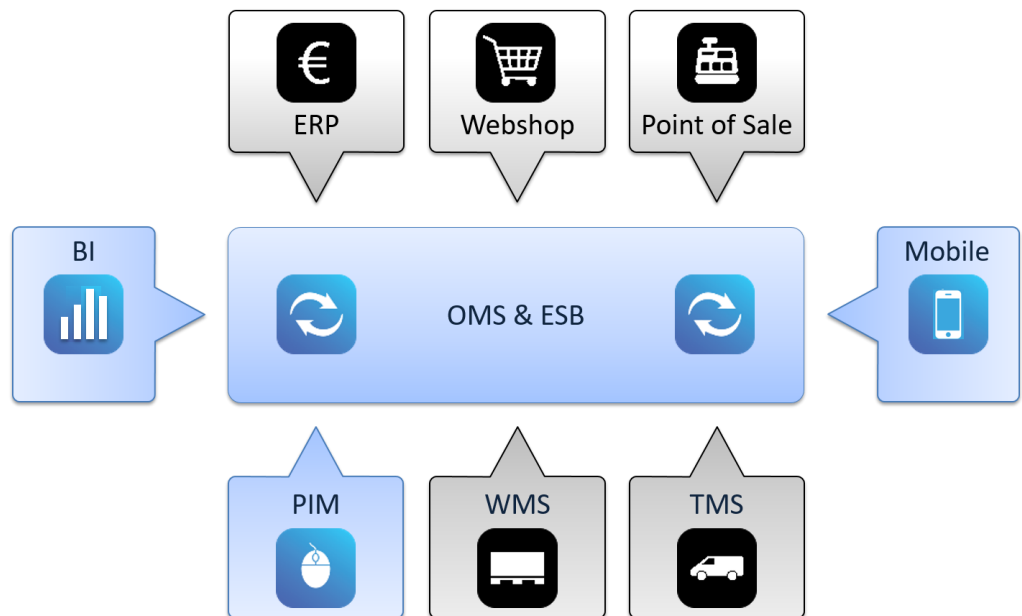 ERP
Webshop
Point of Sale
BI
OMS & ESB
Mobile
PIM
WMS
TMS